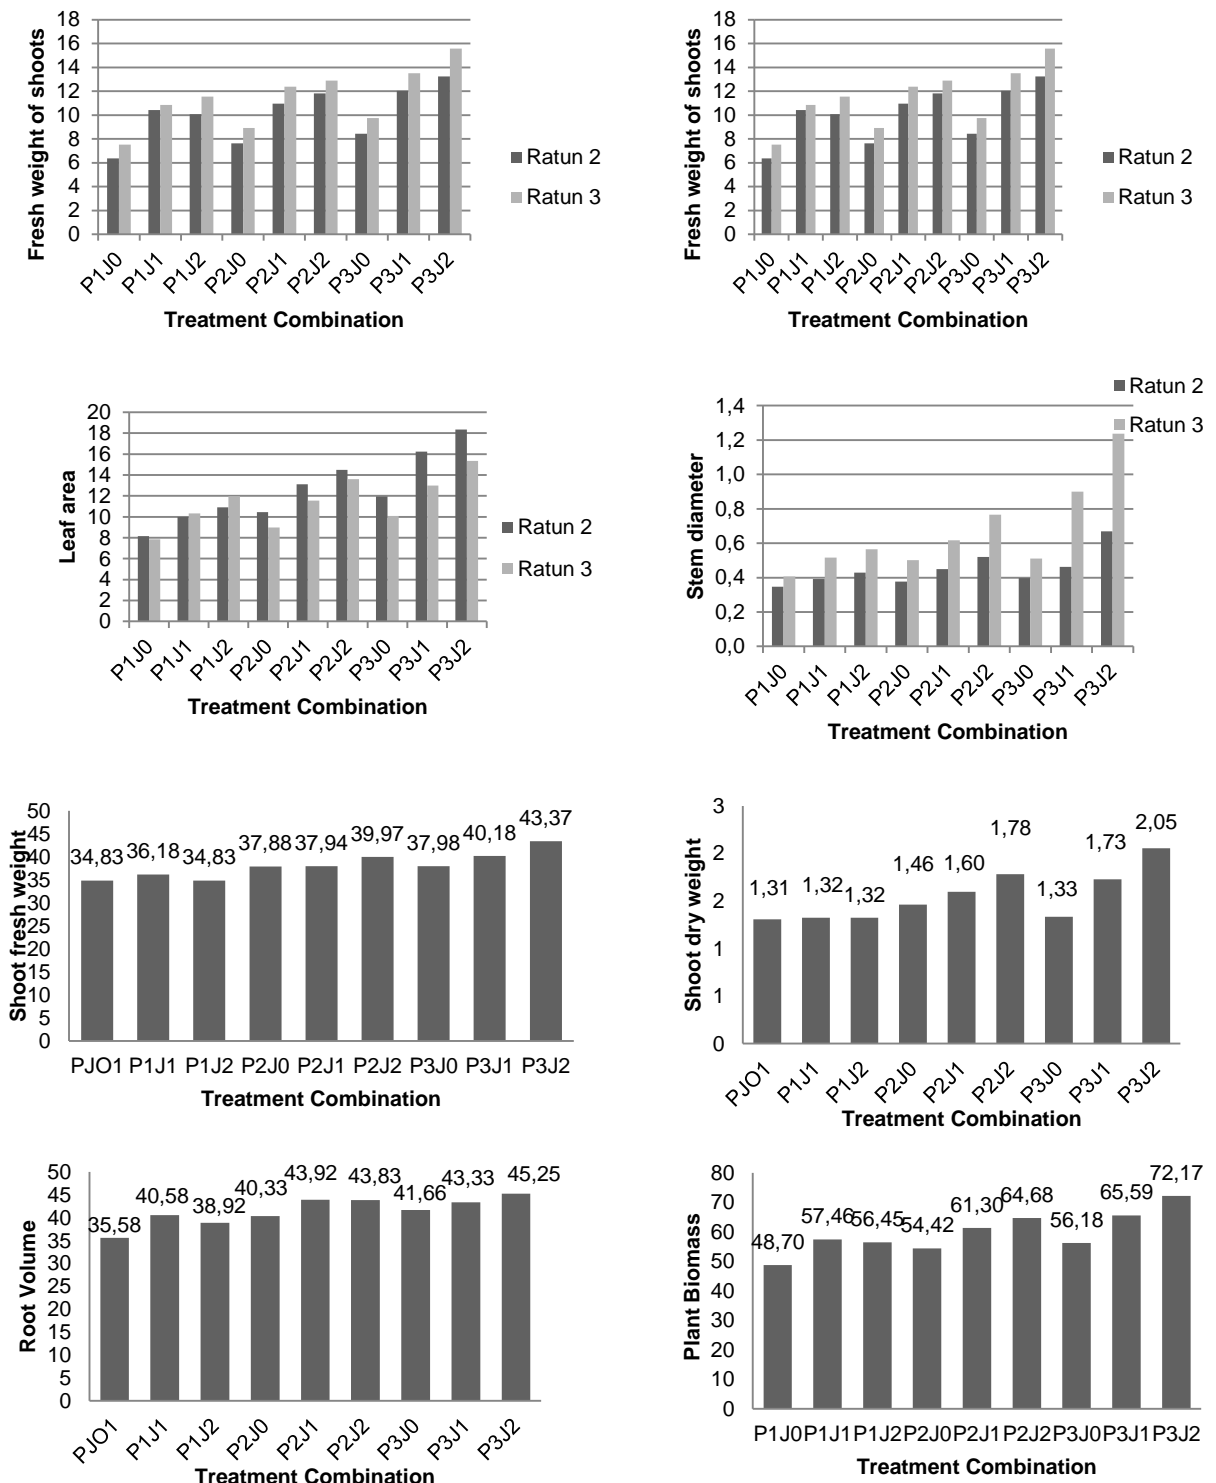 Fresh weight of shoots
18
16
14
12
10
8
6
4
2
0
P1J0
P1J1
P1J2
P2J0
P2J1
P2J2
P3J0
P3J1
P3J2
Treatment Combination
Ratun 2
Ratun 3
Fresh weight of shoots
18
16
14
12
10
8
6
4
2
0
P1J0
P1J1
P1J2
P2J0
P2J1
P2J2
P3J0
P3J1
P3J2
Treatment Combination
Ratun 2
Ratun 3
Leaf area
20
18
16
14
12
10
8
6
4
2
0
P1J0
P1J1
P1J2
P2J0
P2J1
P2J2
P3J0
P3J1
P3J2
Treatment Combination
Ratun 2
Ratun 3
Stem diameter
1,4
1,2
1,0
0,8
0,6
0,4
0,2
0,0
P1J0
P1J1
P1J2
P2J0
P2J1
P2J2
P3J0
P3J1
P3J2
Treatment Combination
Ratun 2
Ratun 3
Shoot fresh weight
50
45
40
35
30
25
20
15
10
5
0
34,83
36,18
34,83
37,88
37,94
39,97
37,98
40,18
43,37
PJO1 P1J1 P1J2 P2J0 P2J1 P2J2 P3J0 P3J1 P3J2
Treatment Combination
Shoot dry weight
3
2
2
1
1
0
1,31
1,32
1,32
1,46
1,60
1,78
1,33
1,73
2,05
PJO1
P1J1
P1J2
P2J0
P2J1
P2J2
P3J0
P3J1
P3J2
Treatment Combination
Root Volume
50
45
40
35
30
25
20
15
10
5
0
35,58
40,58
38,92
40,33
43,92
43,83
41,66
43,33
45,25
PJO1
P1J1
P1J2
P2J0
P2J1
P2J2
P3J0
P3J1
P3J2
Treatment Combination
Plant Biomass
80
70
60
50
40
30
20
10
0
48,70
57,46
56,45
54,42
61,30
64,68
56,18
65,59
72,17
P1J0 P1J1 P1J2 P2J0 P2J1 P2J2 P3J0 P3J1 P3J2
Treatment Combination